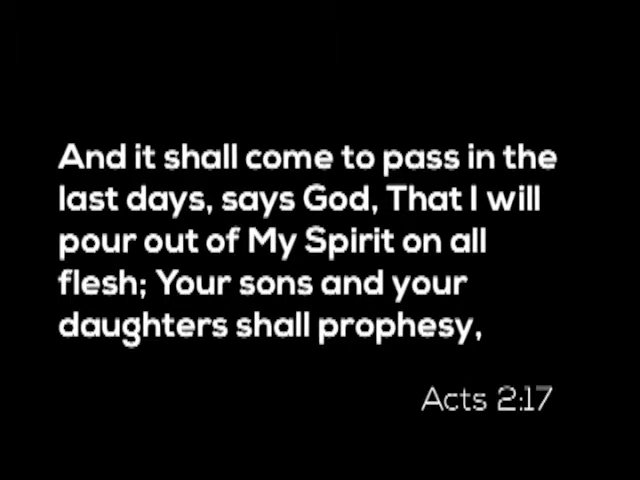 And it shall come to pass in the
last days, says God, That I will
pour out of My Spirit on all
flesh; Your sons and your
daughters shall prophesy,
Acts 2:17